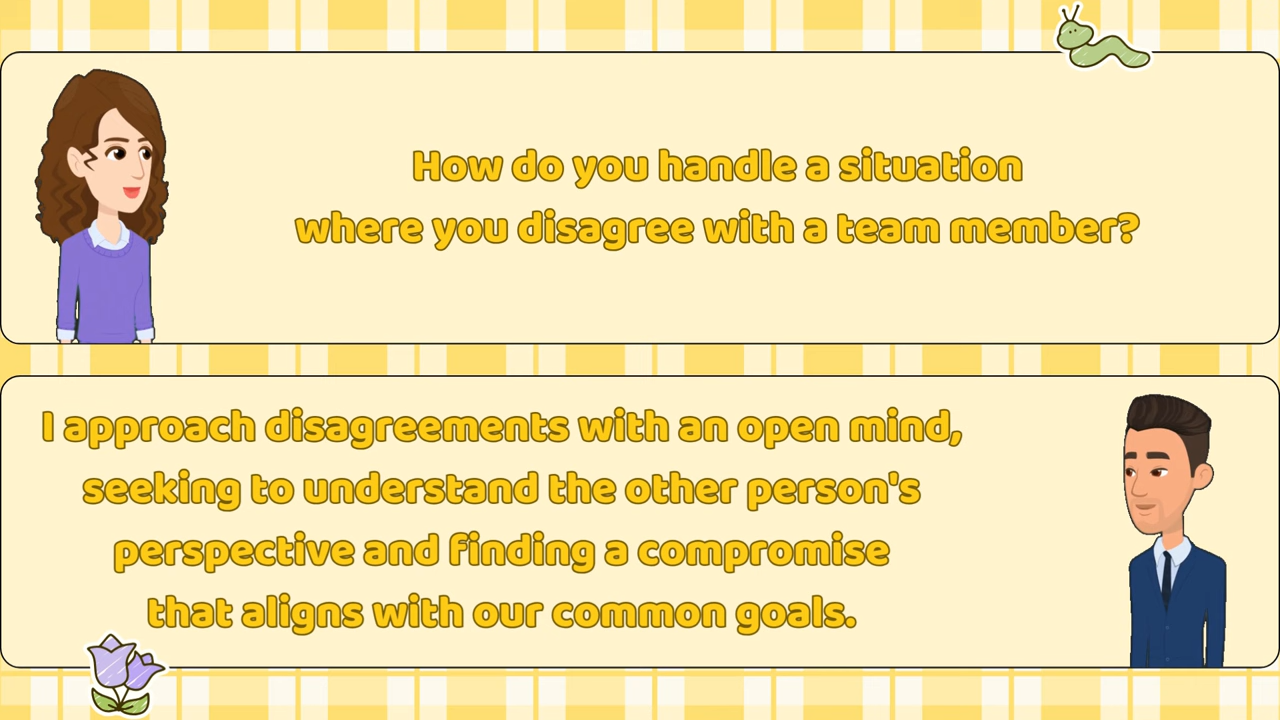 How do you handle a situation
where you disagree with a team member?
I approach disagreements with an open mind,
seeking to understand the other person's
perspective and finding a compromise
that aligns with our common goals.